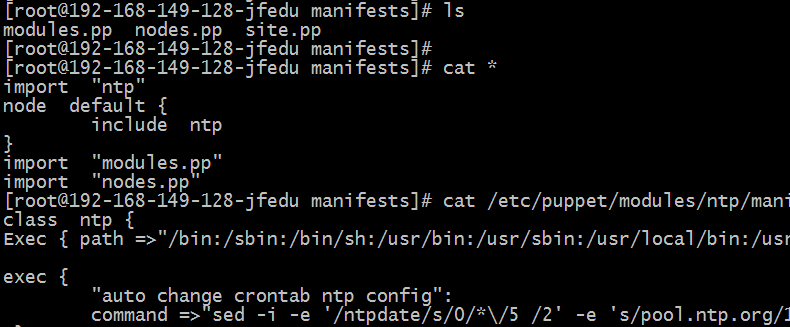 [root@192-168-149-128-jfedu manifests]# ls
modules.pp  nodes.pp  site.pp
[root@192-168-149-128-jfedu manifests]#
[root@192-168-149-128-jfedu manifests]# cat *
import  "ntp"
node  default {
        include  ntp
}
import  "modules.pp"
import  "nodes.pp"
[root@192-168-149-128-jfedu manifests]# cat /etc/puppet/modules/ntp/mani
class  ntp {
Exec { path =>"/bin:/sbin:/bin/sh:/usr/bin:/usr/sbin:/usr/local/bin:/usr
exec {
        "auto change crontab ntp config":
        command =>"sed -i -e '/ntpdate/s/0/*\/5 /2' -e 's/pool.ntp.org/1